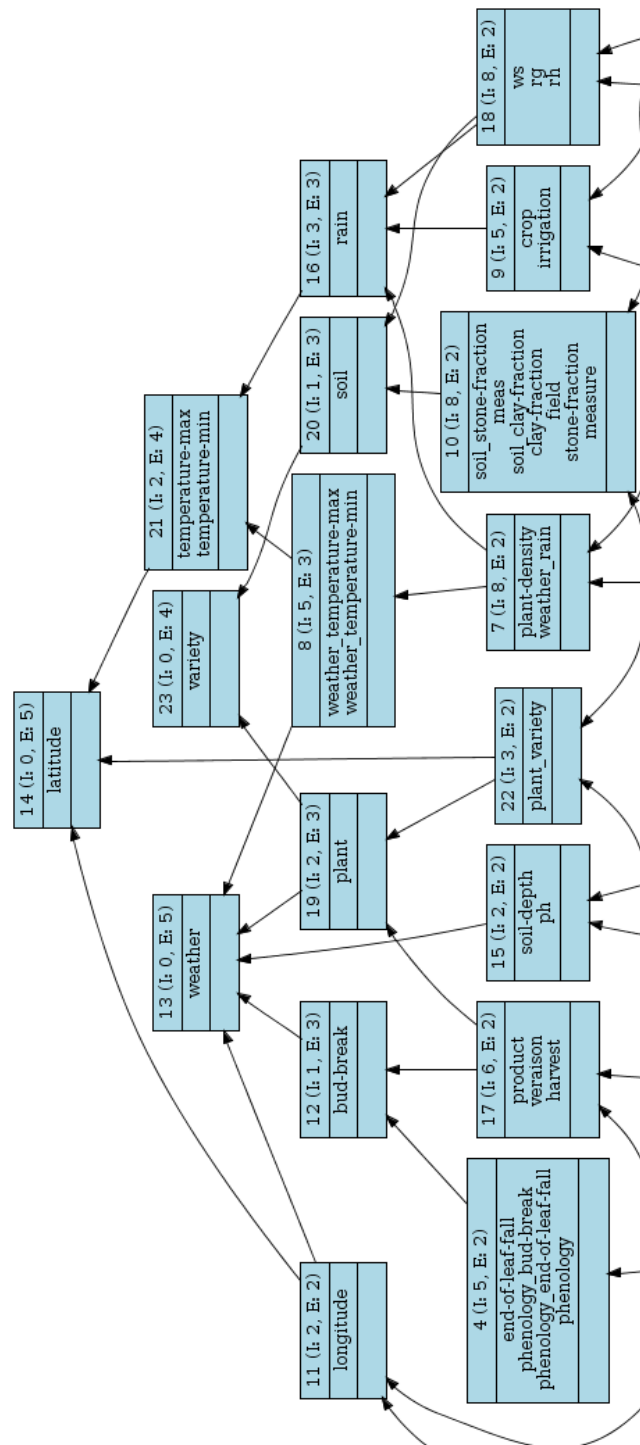 14 (I: 0, E: 5)
latitude
21 (I: 2, E: 4)
temperature-max
temperature-min
23 (I: 0, E: 4)
variety
13 (I: 0, E: 5)
weather
16 (I: 3, E: 3)
rain
20 (I: 1, E: 3)
soil
8 (I: 5, E: 3)
weather_temperature-max
weather_temperature-min
19 (I: 2, E: 3)
plant
12 (I: 1, E: 3)
bud-break
11 (I: 2, E: 2)
longitude
18 (I: 8, E: 2)
ws
rg
rh
9 (I: 5, E: 2)
crop
irrigation
10 (I: 8, E: 2)
soil_stone-fraction
meas
soil_clay-fraction
clay-fraction
field
stone-fraction
measure
7 (I: 8, E: 2)
plant-density
weather_rain
22 (I: 3, E: 2)
plant_variety
15 (I: 2, E: 2)
soil-depth
ph
17 (I: 6, E: 2)
product
veraison
harvest
4 (I: 5, E: 2)
end-of-leaf-fall
phenology_bud-break
phenology_end-of-leaf-fall
phenology